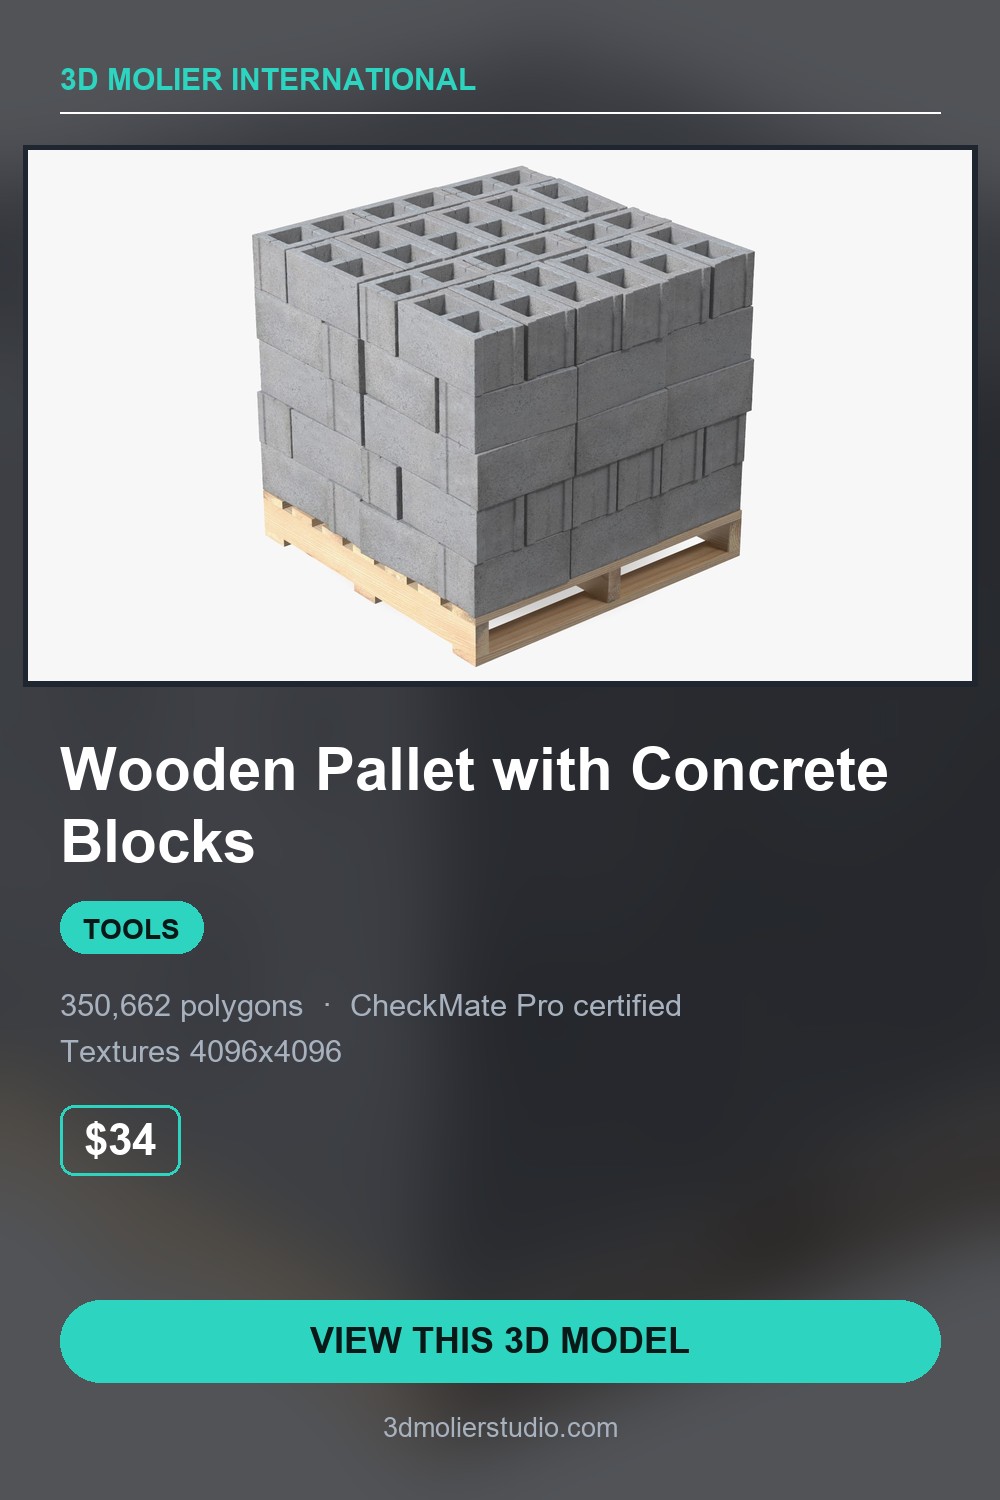 3D MOLIER INTERNATIONAL
Wooden Pallet with Concrete
Blocks
TOOLS
350,662 polygons · CheckMate Pro certified
Textures 4096x4096
$34
VIEW THIS 3D MODEL
3dmolierstudio.com